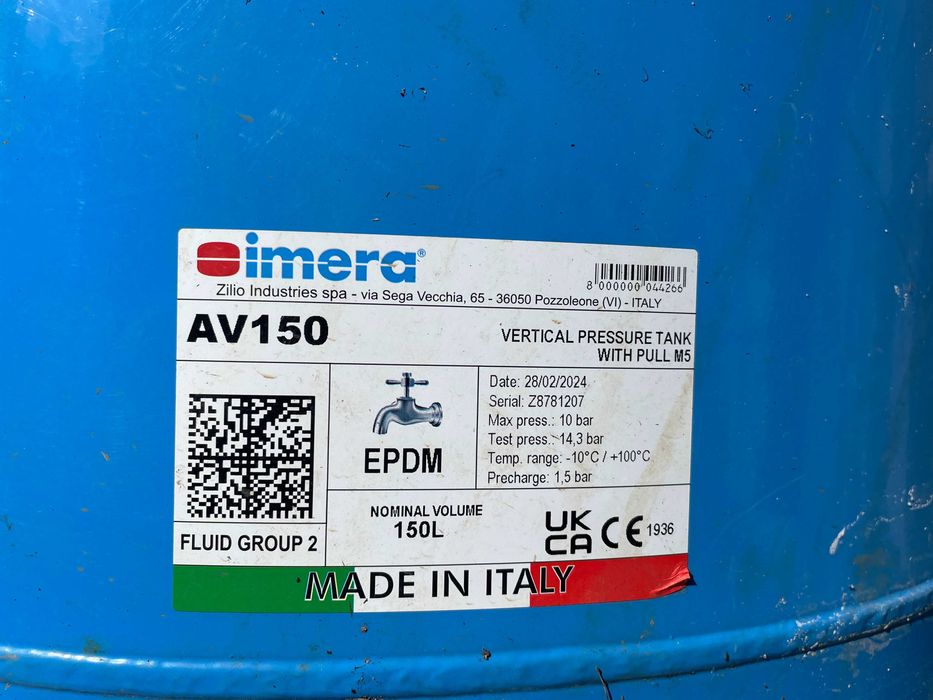 imera®
8 000000 044266
Zilio Industries spa - via Sega Vecchia, 65 - 36050 Pozzoleone (VI) - ITALY
AV150
VERTICAL PRESSURE TANK
WITH PULL M5
Date: 28/02/2024
Serial: Z8781207
Max press.: 10 bar
Test press.: 14,3 bar
Temp. range: -10°C / +100°C
Precharge: 1,5 bar
EPDM
NOMINAL VOLUME
150L
UK
CA CE 1936
FLUID GROUP 2
MADE IN ITALY